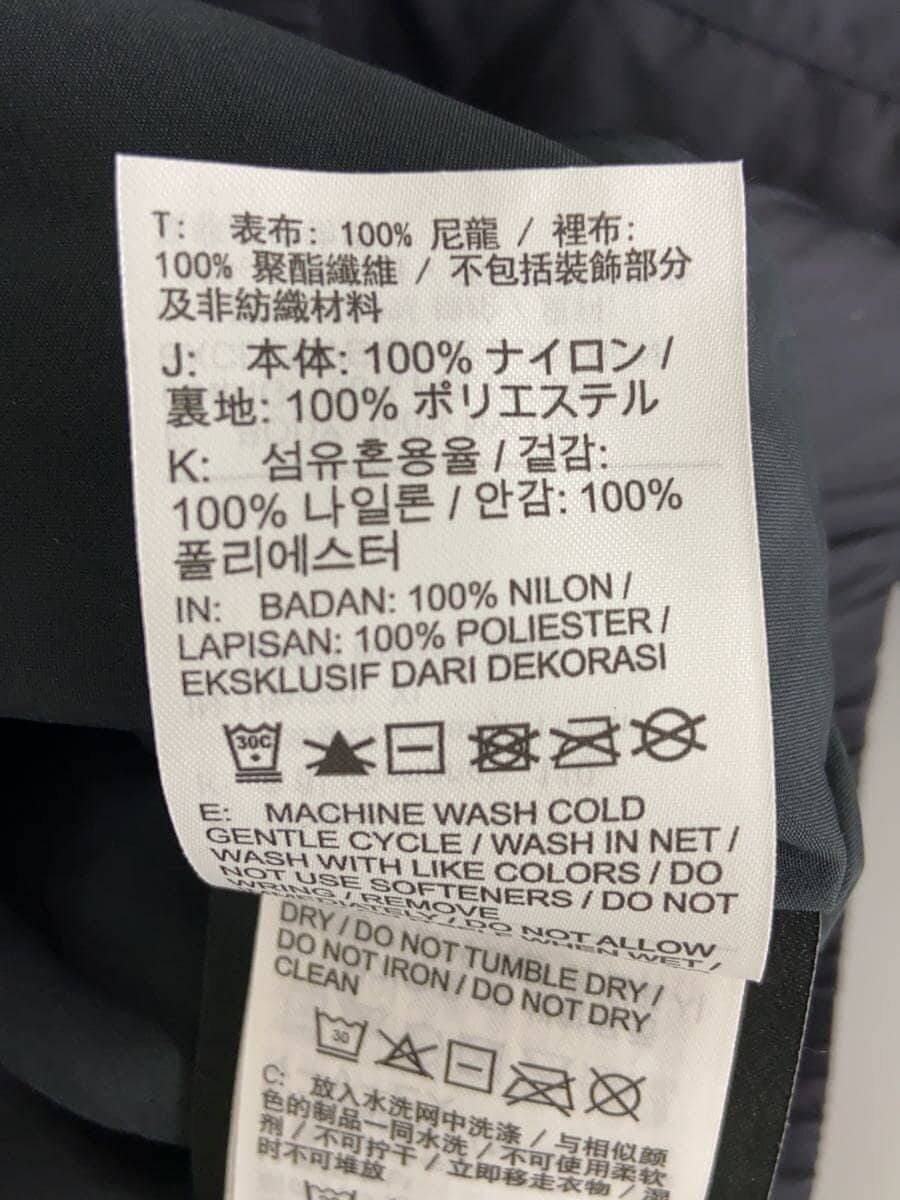 T: 表布: 100% 尼龍 / 裡布:
100% 聚酯纖維 / 不包括裝飾部分
及非紡織材料
J: 本体: 100% ナイロン /
裏地: 100% ポリエステル
K: 섬유혼용율 / 겉감:
100% 나일론 / 안감: 100%
폴리에스터
IN: BADAN: 100% NILON /
LAPISAN: 100% POLIESTER /
EKSKLUSIF DARI DEKORASI
30C
E: MACHINE WASH COLD
GENTLE CYCLE / WASH IN NET /
WASH WITH LIKE COLORS / DO
NOT USE SOFTENERS / DO NOT
WRING / REMOVE
IMMEDIATELY / DO NOT ALLOW
WHEN WET /
DRY / DO NOT TUMBLE DRY /
DO NOT IRON / DO NOT DRY
CLEAN
30
C: 放入水洗网中洗涤 / 与相似颜
色的制品一同水洗 / 不可使用柔软
剂 / 不可拧干 / 立即移走衣物 / 湿
时不可堆放